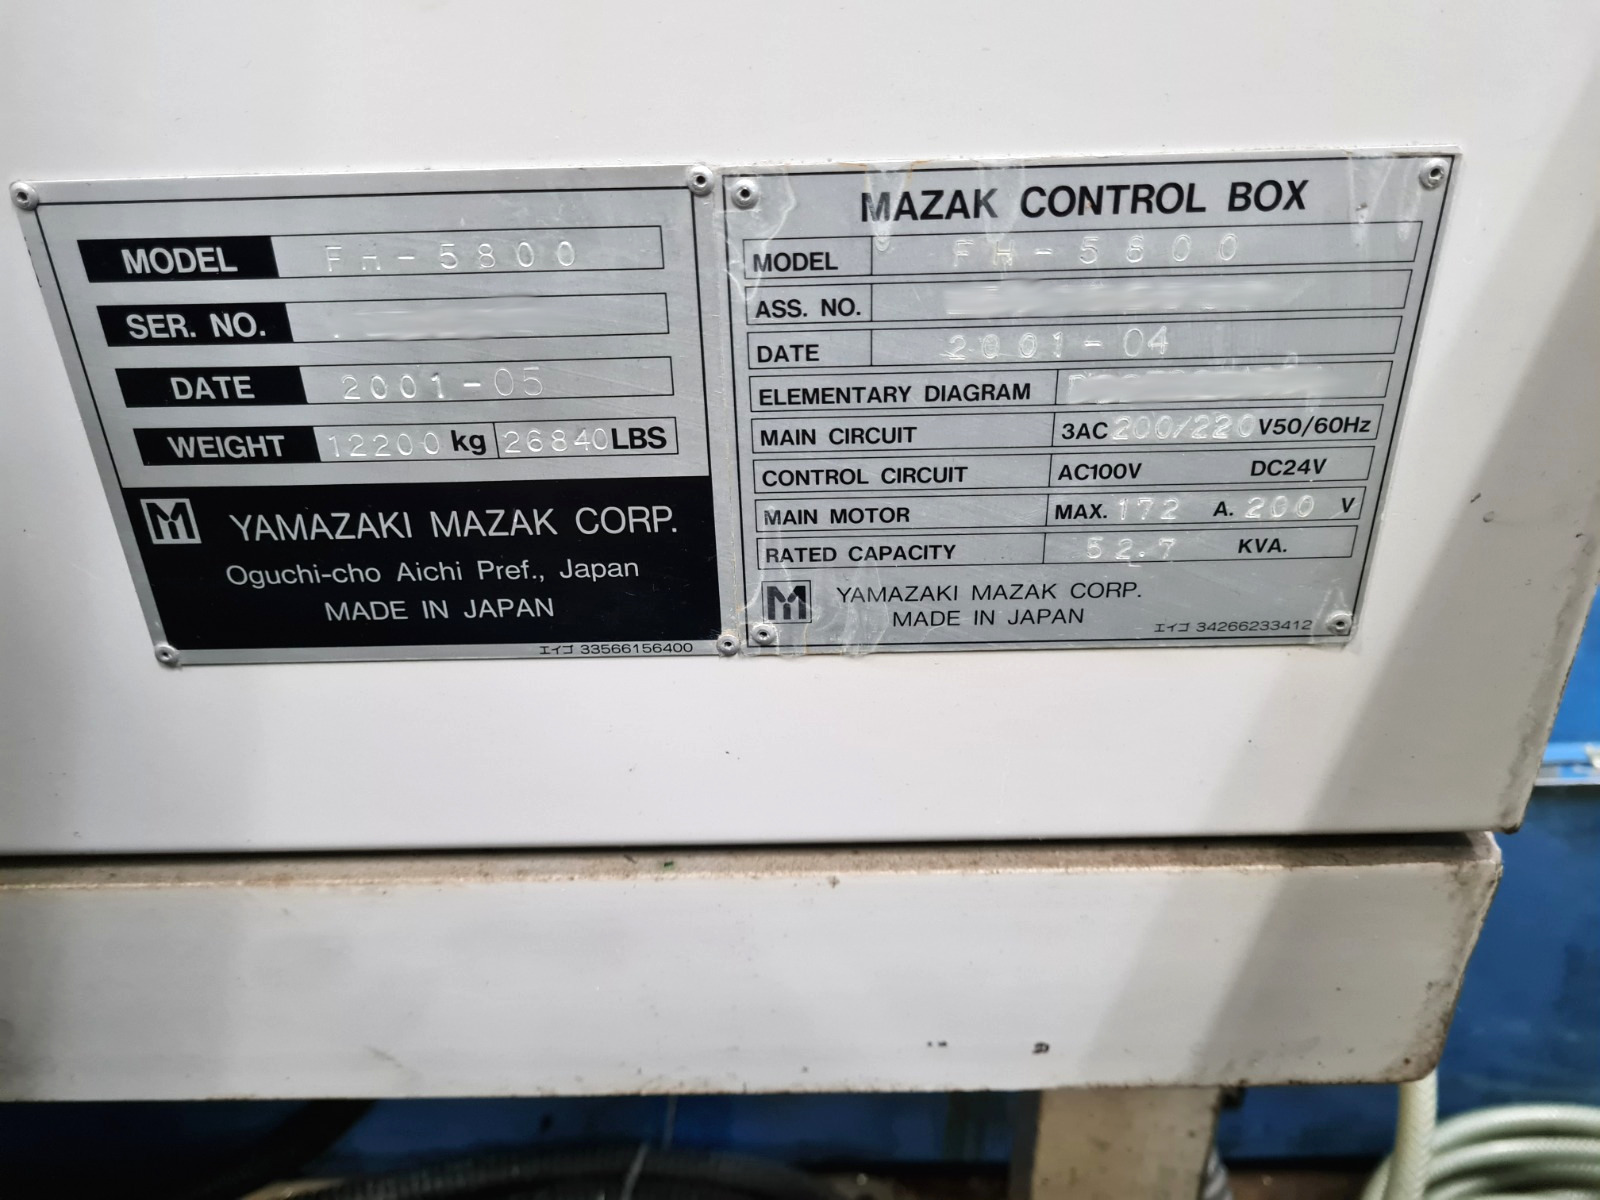 MODEL FH-5800
SER. NO.
DATE 2001-05
WEIGHT 12200 kg 26840 LBS
YAMAZAKI MAZAK CORP.
Oguchi-cho Aichi Pref., Japan
MADE IN JAPAN
エイゴ 33566156400
MAZAK CONTROL BOX
MODEL FH-5800
ASS. NO.
DATE 2001-04
ELEMENTARY DIAGRAM
MAIN CIRCUIT 3AC 200/220 V50/60Hz
CONTROL CIRCUIT AC100V DC24V
MAIN MOTOR MAX. 172 A. 200 V
RATED CAPACITY 52.7 KVA.
YAMAZAKI MAZAK CORP.
MADE IN JAPAN
エイゴ 34266233412